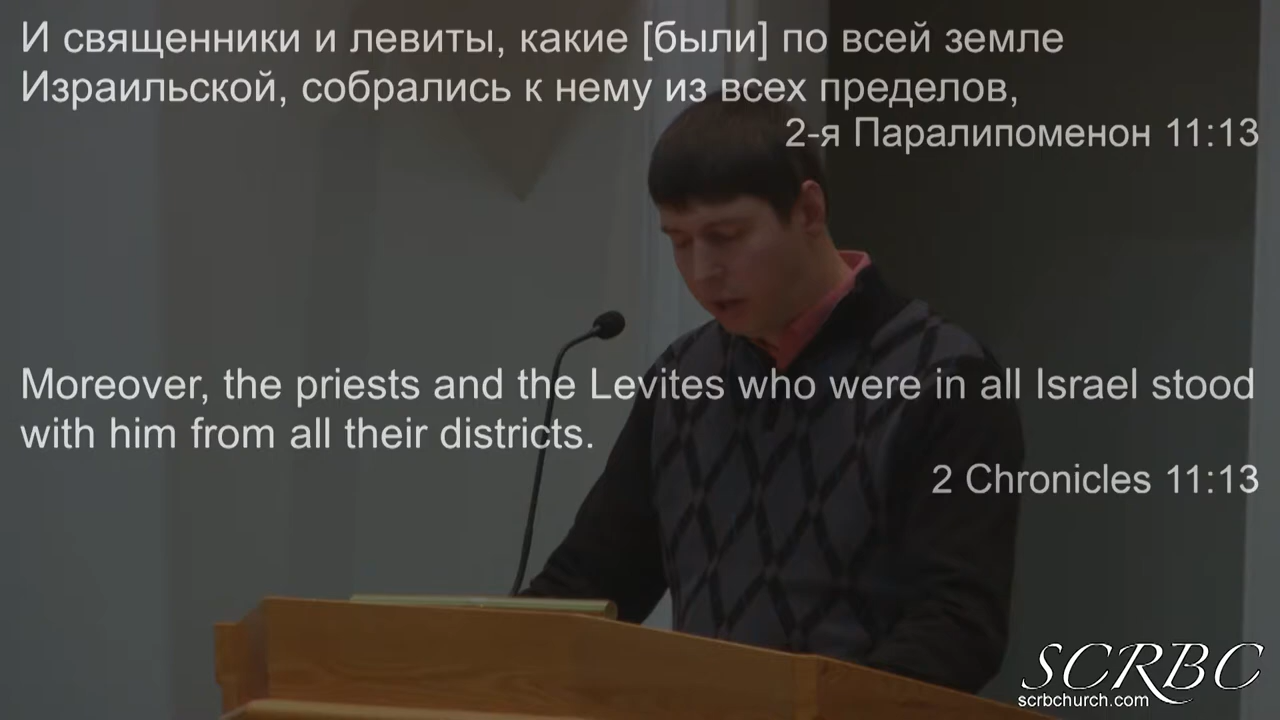 И священники и левиты, какие [были] по всей земле
Израильской, собрались к нему из всех пределов,
2-я Паралипоменон 11:13
Moreover, the priests and the Levites who were in all Israel stood
with him from all their districts.
2 Chronicles 11:13
SCRBC
scrbchurch.com